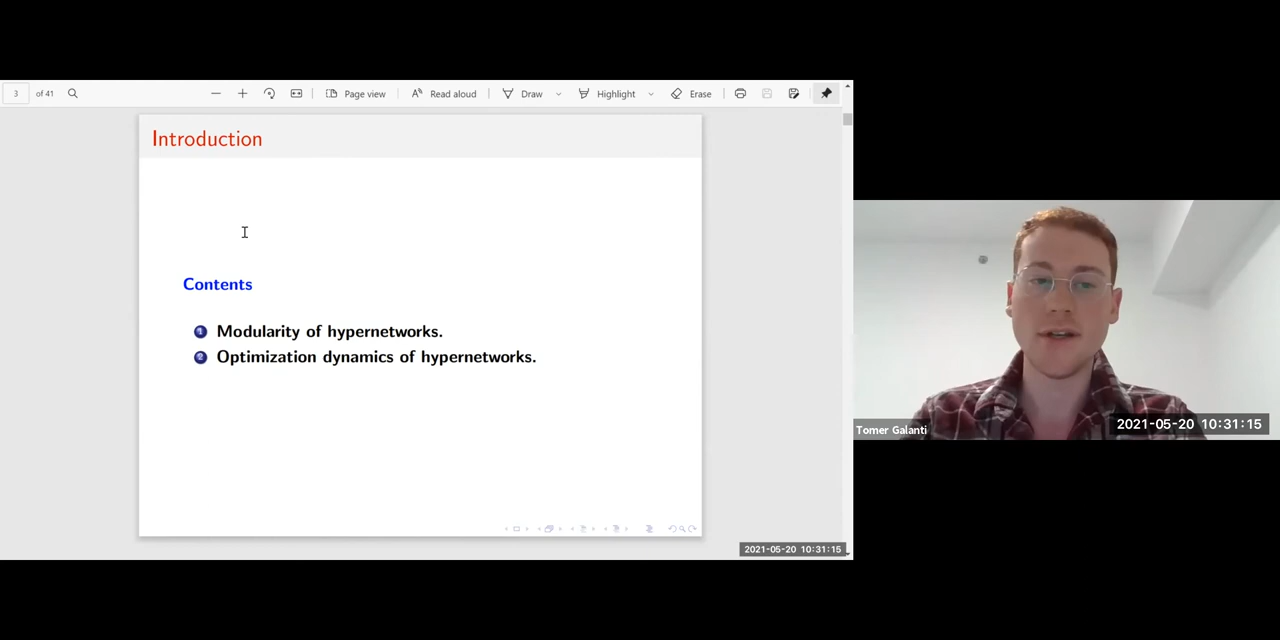 3 of 41 Page view Read aloud Draw Highlight Erase
Introduction
Contents
1 Modularity of hypernetworks.
2 Optimization dynamics of hypernetworks.
Tomer Galanti
2021-05-20 10:31:15
2021-05-20 10:31:15